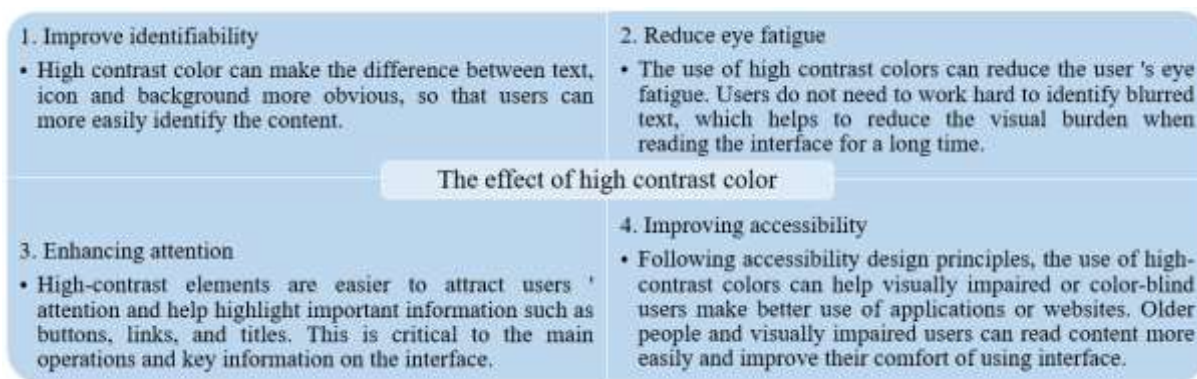 1. Improve identifiability
• High contrast color can make the difference between text,
icon and background more obvious, so that users can
more easily identify the content.
2. Reduce eye fatigue
• The use of high contrast colors can reduce the user 's eye
fatigue. Users do not need to work hard to identify blurred
text, which helps to reduce the visual burden when
reading the interface for a long time.
The effect of high contrast color
3. Enhancing attention
• High-contrast elements are easier to attract users '
attention and help highlight important information such as
buttons, links, and titles. This is critical to the main
operations and key information on the interface.
4. Improving accessibility
• Following accessibility design principles, the use of high-
contrast colors can help visually impaired or color-blind
users make better use of applications or websites. Older
people and visually impaired users can read content more
easily and improve their comfort of using interface.